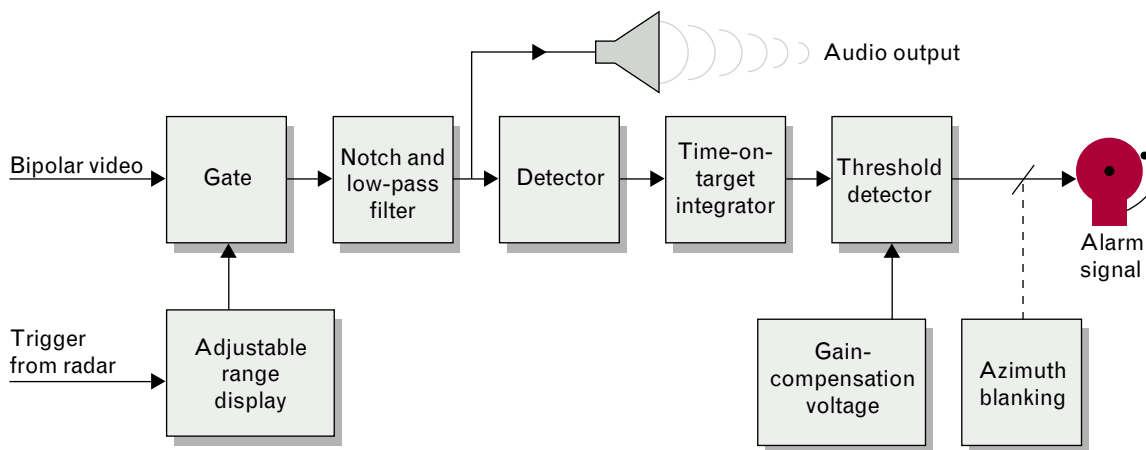 Audio output
Bipolar video
Gate
Notch and
low-pass
filter
Detector
Time-on-
target
integrator
Threshold
detector
Alarm
signal
Trigger
from radar
Adjustable
range
display
Gain-
compensation
voltage
Azimuth
blanking